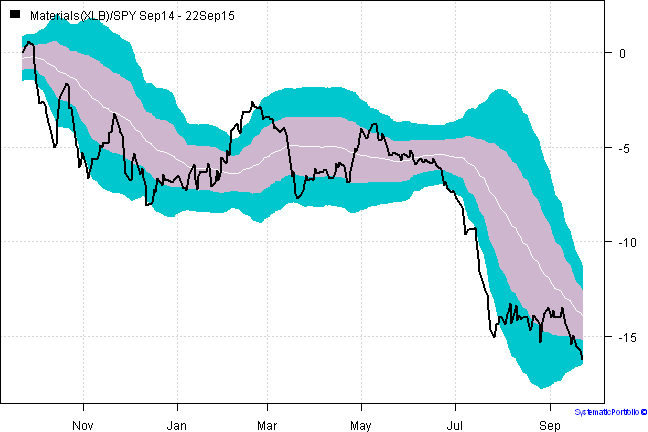 Materials(XLB)/SPY Sep14 - 22Sep15
0
-5
-10
-15
Nov Jan Mar May Jul Sep
SystematicPortfolio ©